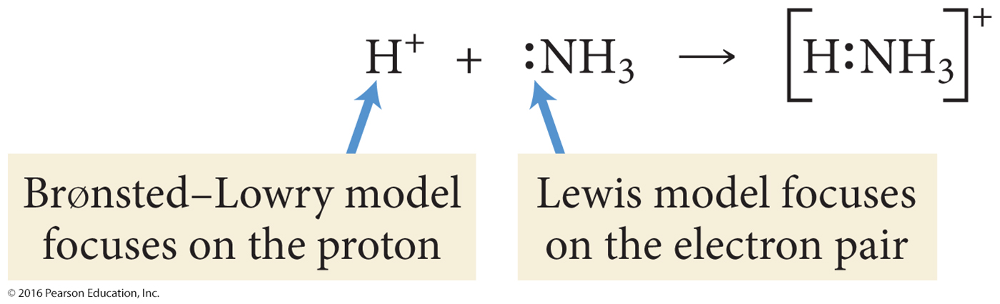 H⁺ + :NH₃ ⟶ [H:NH₃]⁺
Brønsted–Lowry model
focuses on the proton
Lewis model focuses
on the electron pair
© 2016 Pearson Education, Inc.